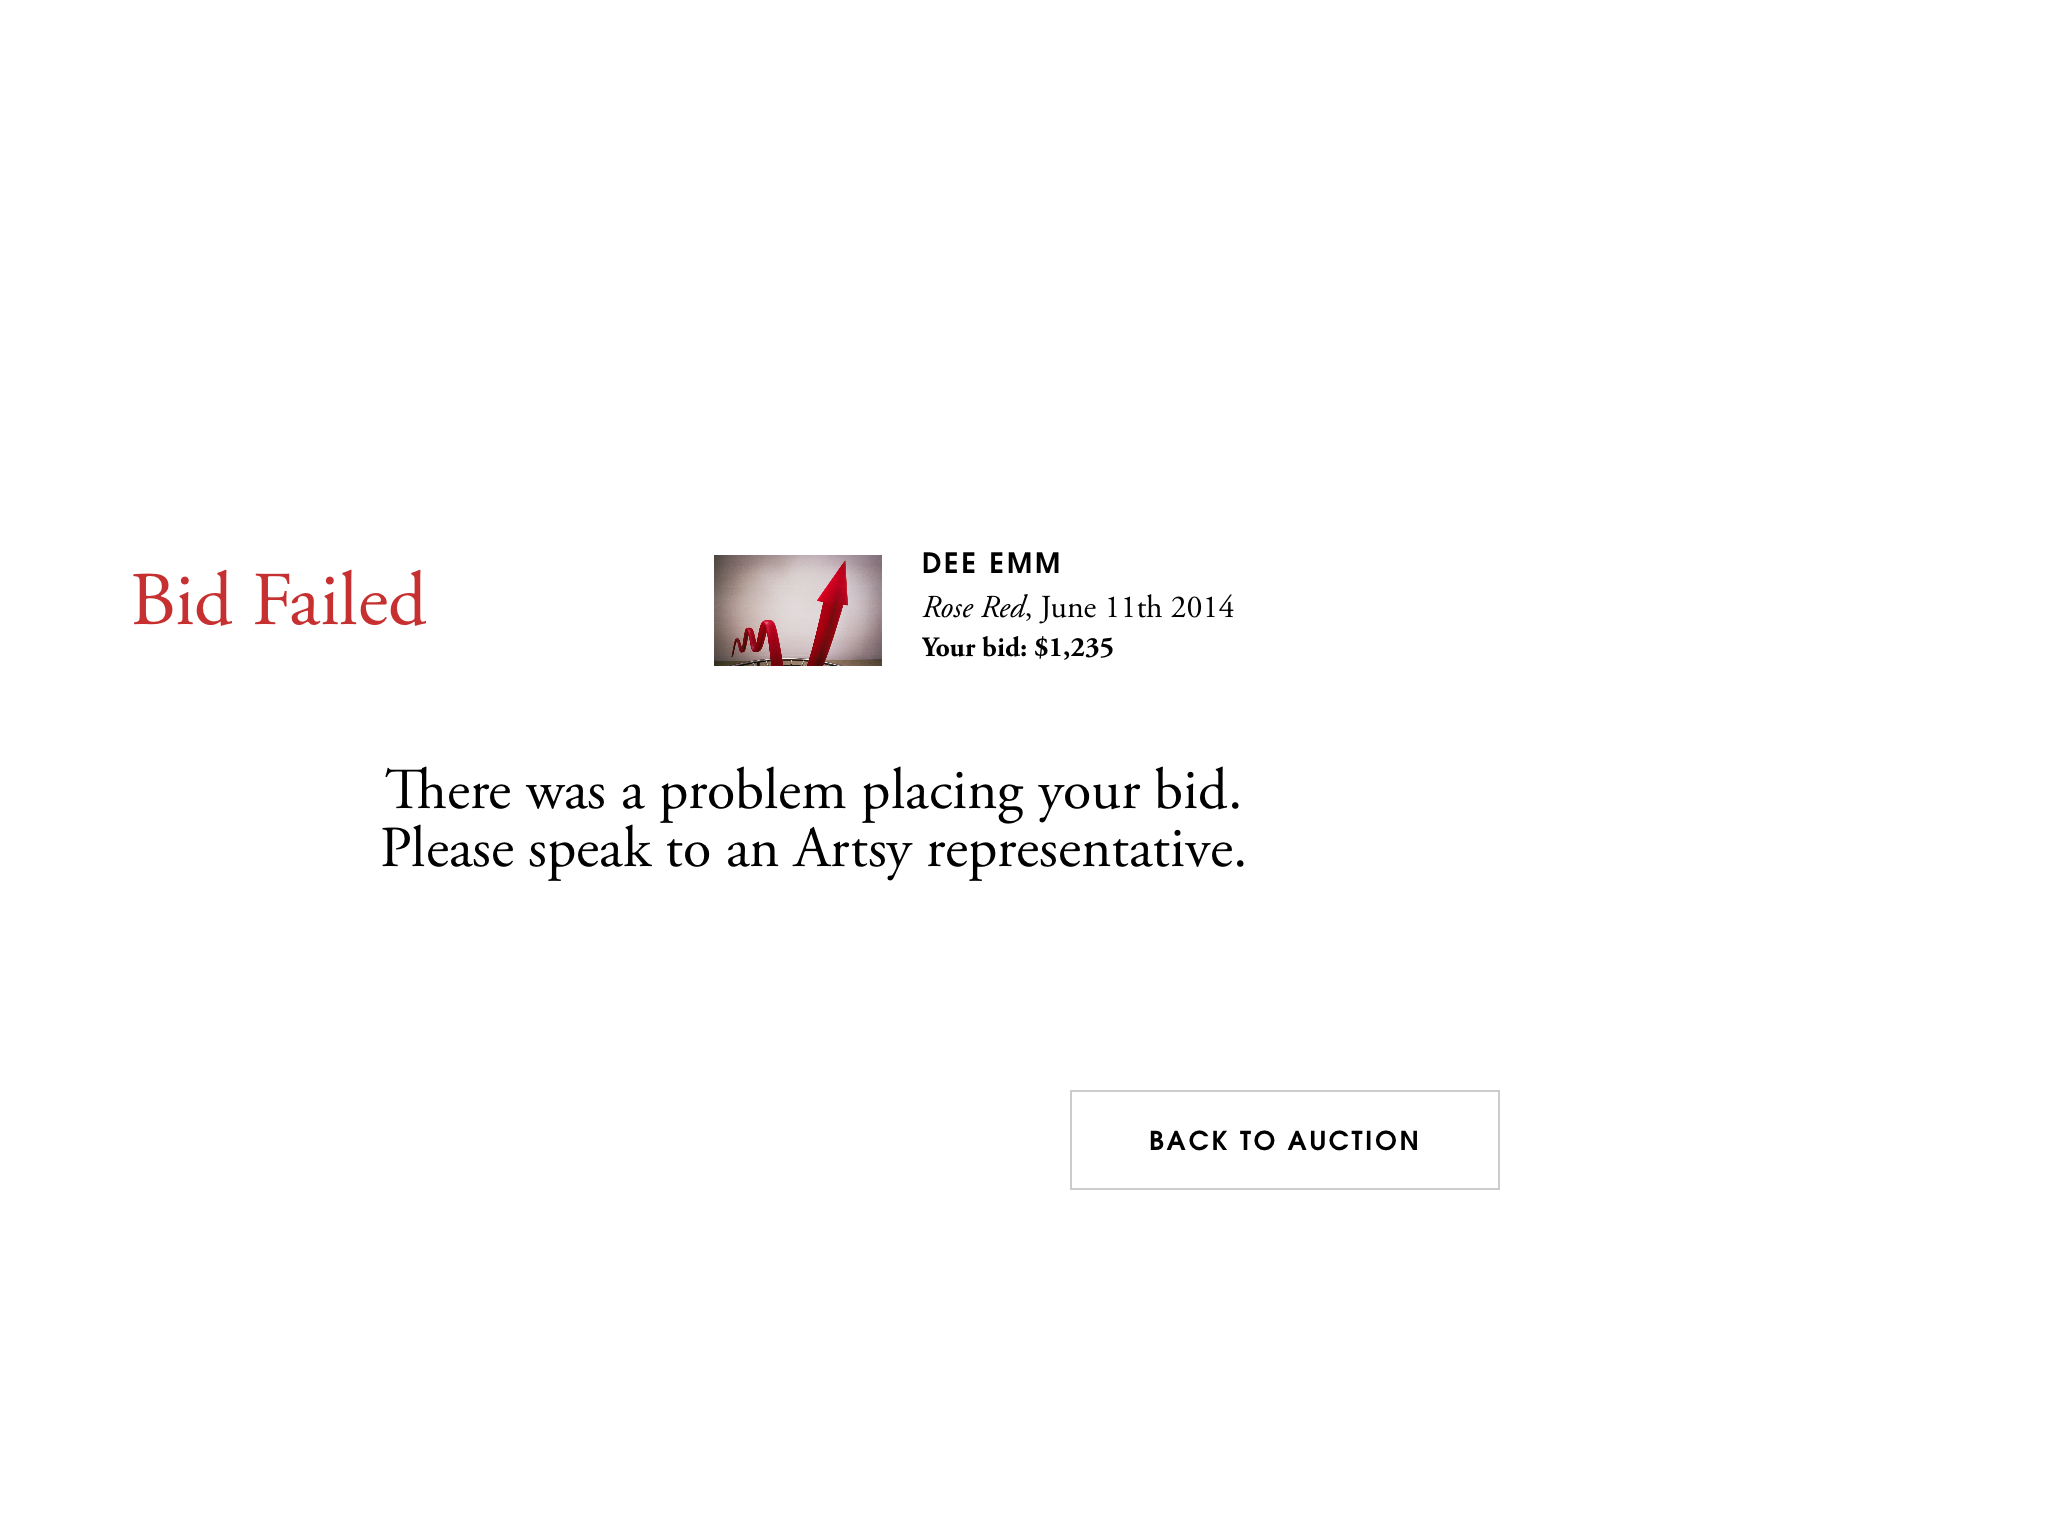 Bid Failed
DEE EMM
Rose Red, June 11th 2014
Your bid: $1,235
There was a problem placing your bid.
Please speak to an Artsy representative.
BACK TO AUCTION